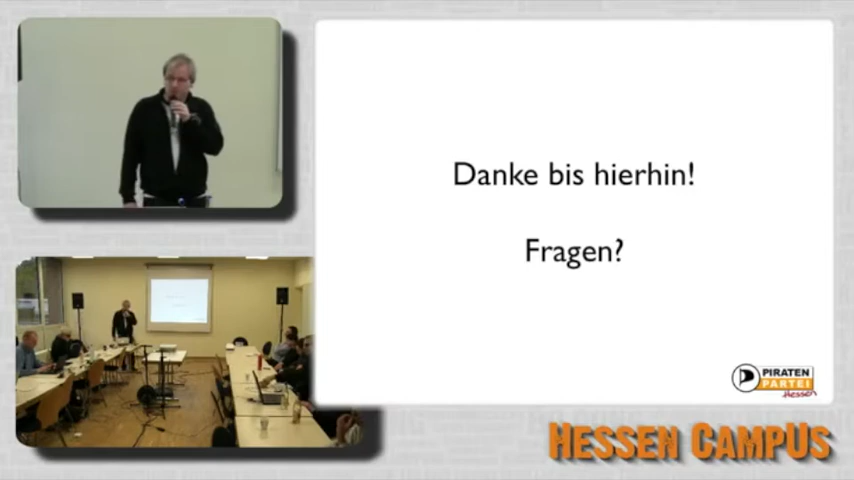 Danke bis hierhin!
Fragen?
PIRATEN
PARTEI
Hessen
HESSEN CAMPUS